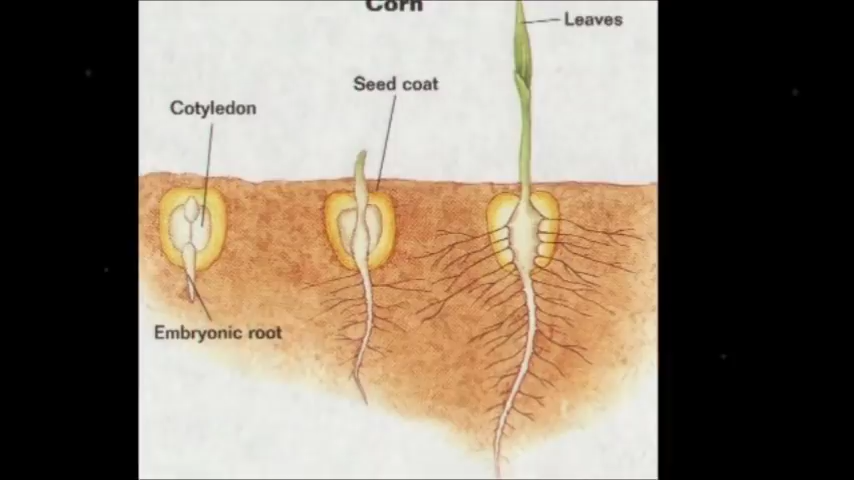 Corn
Leaves
Seed coat
Cotyledon
Embryonic root